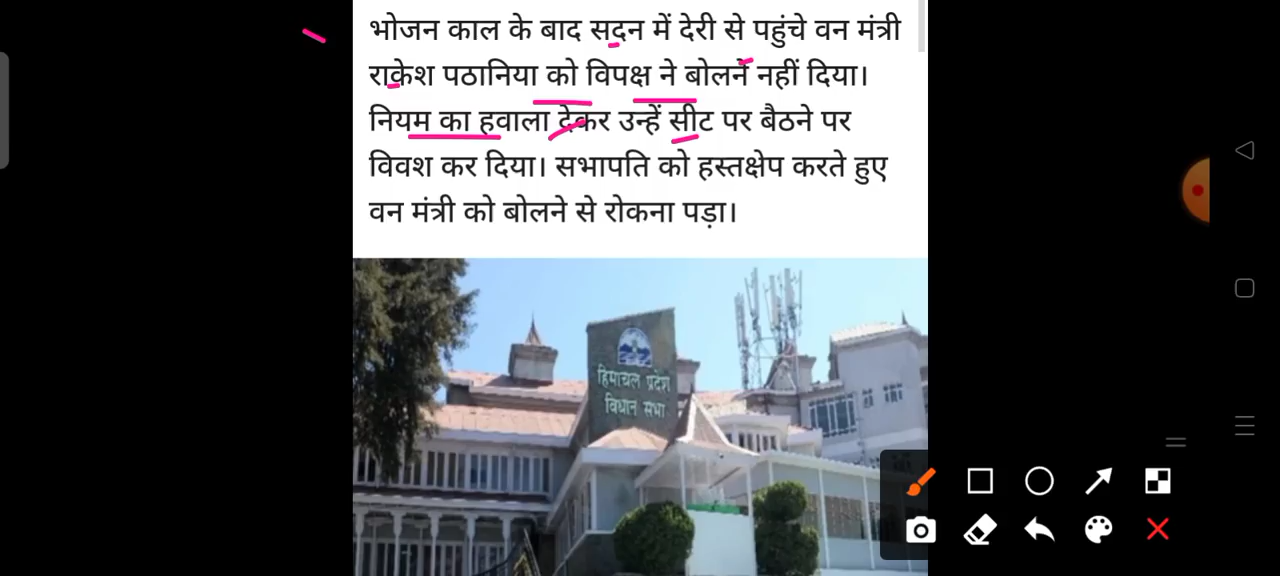 भोजन काल के बाद सदन में देरी से पहुंचे वन मंत्री
राकेश पठानिया को विपक्ष ने बोलने नहीं दिया।
नियम का हवाला देकर उन्हें सीट पर बैठने पर
विवश कर दिया। सभापति को हस्तक्षेप करते हुए
वन मंत्री को बोलने से रोकना पड़ा।
हिमाचल प्रदेश
विधान सभा